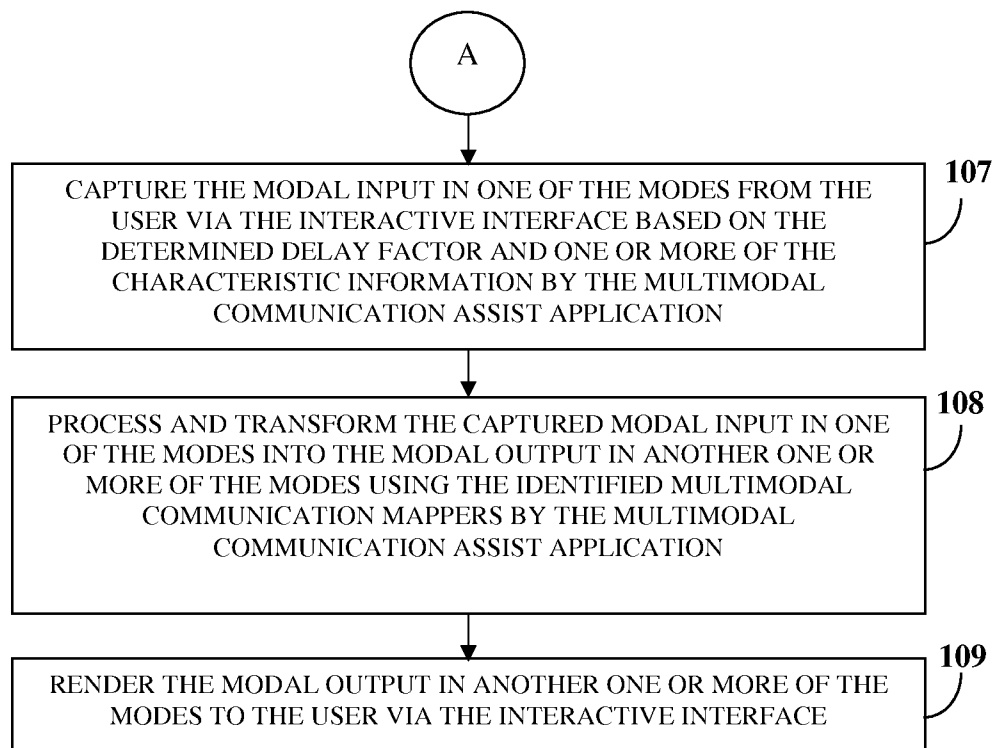 A
107
CAPTURE THE MODAL INPUT IN ONE OF THE MODES FROM THE
USER VIA THE INTERACTIVE INTERFACE BASED ON THE
DETERMINED DELAY FACTOR AND ONE OR MORE OF THE
CHARACTERISTIC INFORMATION BY THE MULTIMODAL
COMMUNICATION ASSIST APPLICATION
108
PROCESS AND TRANSFORM THE CAPTURED MODAL INPUT IN ONE
OF THE MODES INTO THE MODAL OUTPUT IN ANOTHER ONE OR
MORE OF THE MODES USING THE IDENTIFIED MULTIMODAL
COMMUNICATION MAPPERS BY THE MULTIMODAL
COMMUNICATION ASSIST APPLICATION
109
RENDER THE MODAL OUTPUT IN ANOTHER ONE OR MORE OF THE
MODES TO THE USER VIA THE INTERACTIVE INTERFACE